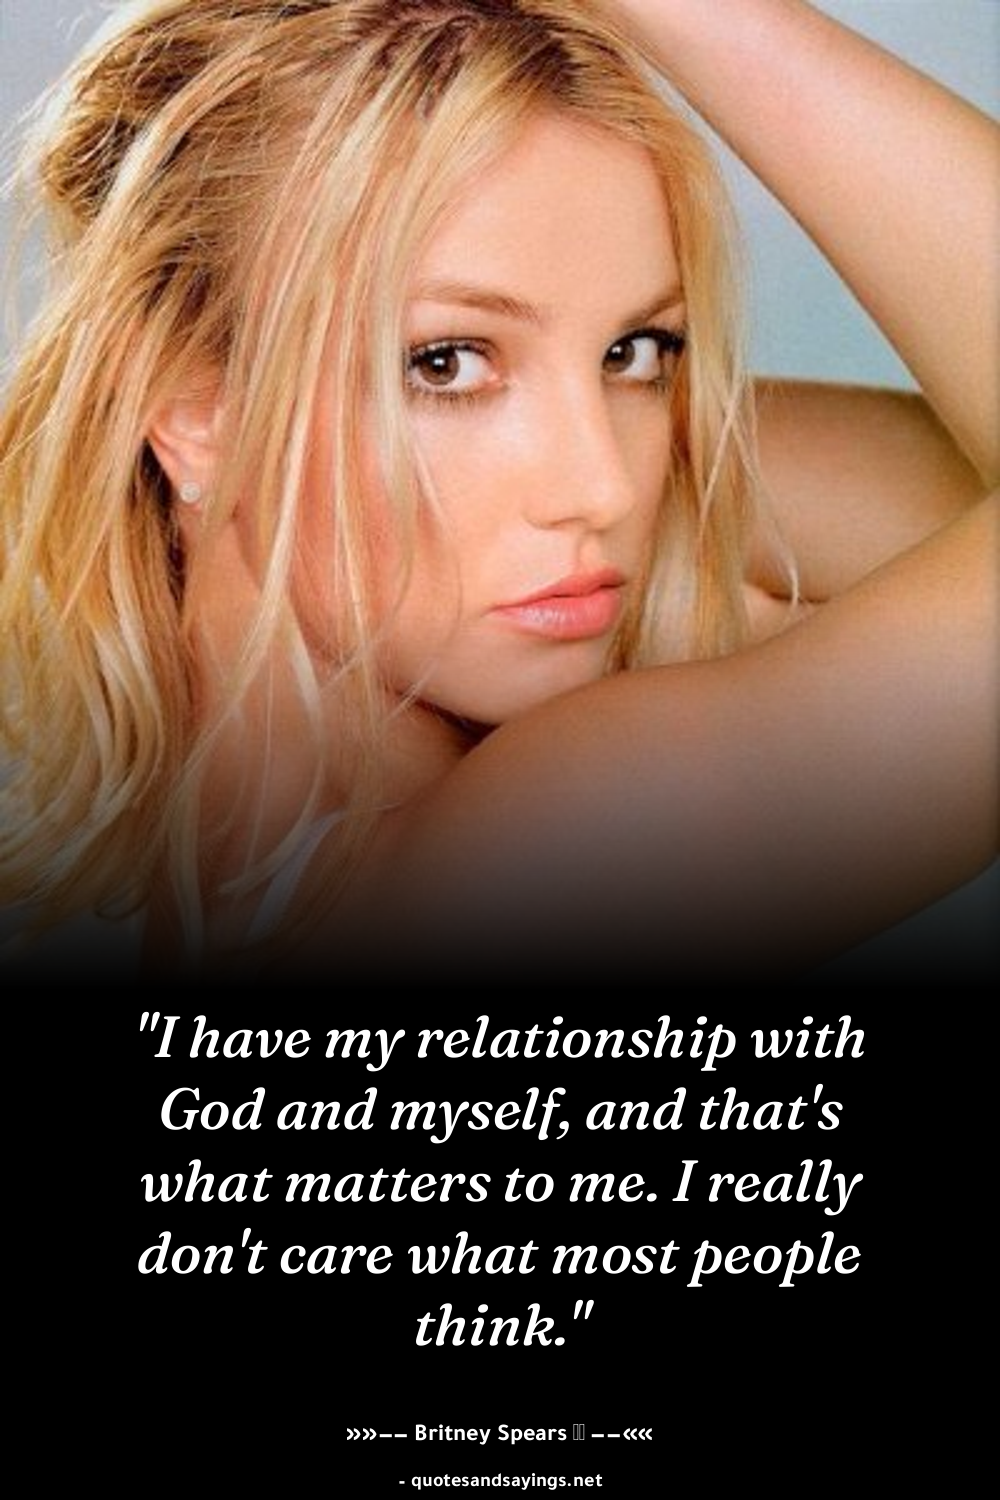 "I have my relationship with
God and myself, and that's
what matters to me. I really
don't care what most people
think."
»»−− Britney Spears −−««
- quotesandsayings.net